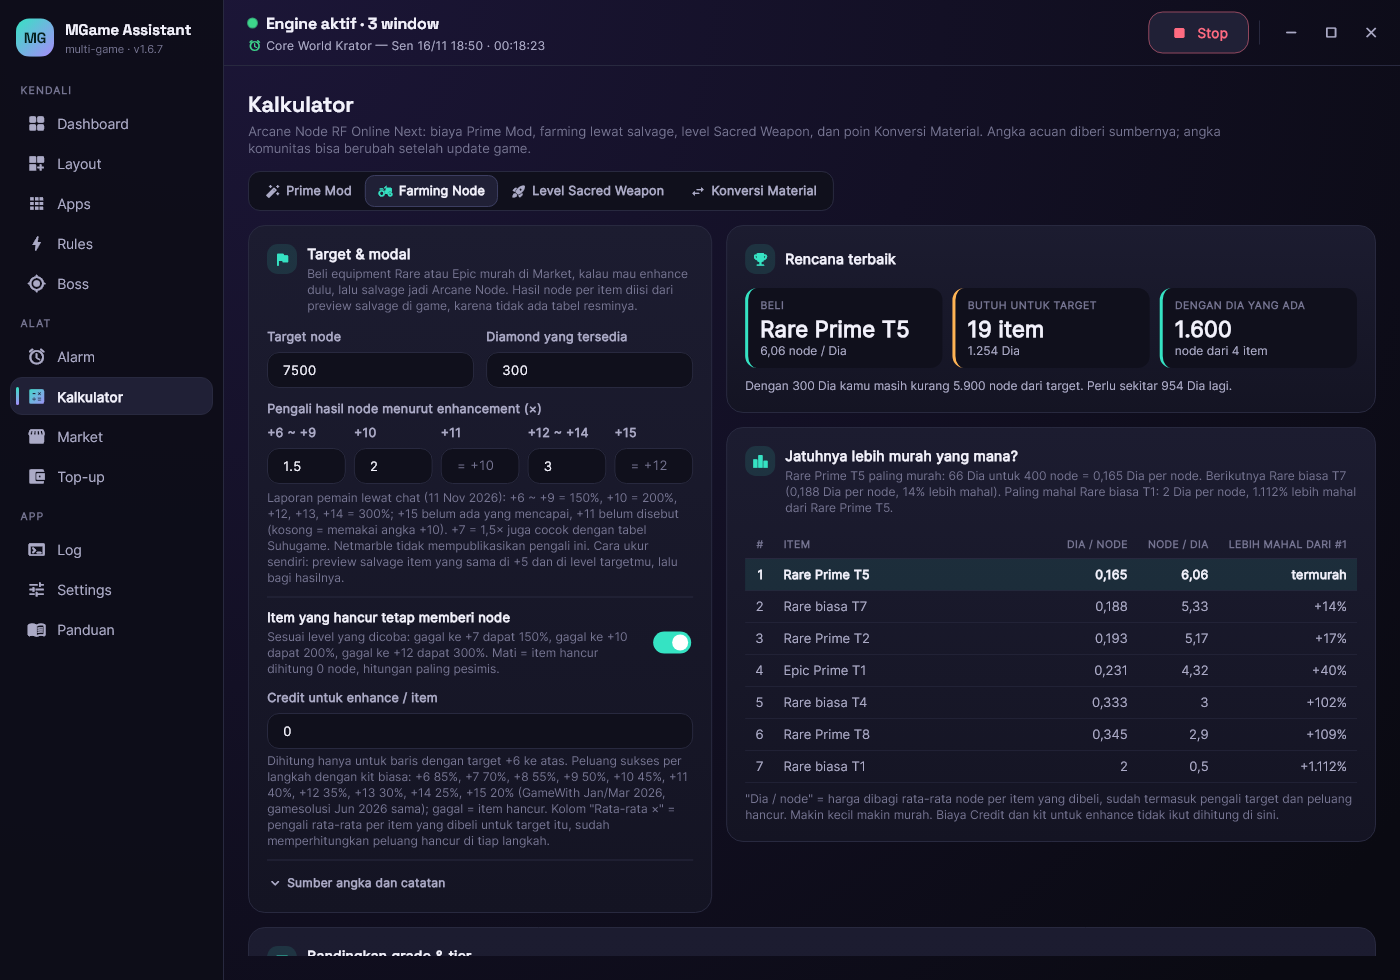 MG
MGame Assistant
multi-game · v1.6.7
KENDALI
Dashboard
Layout
Apps
Rules
Boss
ALAT
Alarm
Kalkulator
Market
Top-up
APP
Log
Settings
Panduan
Engine aktif · 3 window
Core World Krator — Sen 16/11 18:50 · 00:18:23
Stop
Kalkulator
Arcane Node RF Online Next: biaya Prime Mod, farming lewat salvage, level Sacred Weapon, dan poin Konversi Material. Angka acuan diberi sumbernya; angka
komunitas bisa berubah setelah update game.
Prime Mod
Farming Node
Level Sacred Weapon
Konversi Material
Target & modal
Beli equipment Rare atau Epic murah di Market, kalau mau enhance
dulu, lalu salvage jadi Arcane Node. Hasil node per item diisi dari
preview salvage di game, karena tidak ada tabel resminya.
Target node
Diamond yang tersedia
7500
300
Pengali hasil node menurut enhancement (×)
+6 ~ +9
+10
+11
+12 ~ +14
+15
1.5
2
= +10
3
= +12
Laporan pemain lewat chat (11 Nov 2026): +6 ~ +9 = 150%, +10 = 200%,
+12, +13, +14 = 300%; +15 belum ada yang mencapai, +11 belum disebut
(kosong = memakai angka +10). +7 = 1,5× juga cocok dengan tabel
Suhugame. Netmarble tidak mempublikasikan pengali ini. Cara ukur
sendiri: preview salvage item yang sama di +5 dan di level targetmu, lalu
bagi hasilnya.
Item yang hancur tetap memberi node
Sesuai level yang dicoba: gagal ke +7 dapat 150%, gagal ke +10
dapat 200%, gagal ke +12 dapat 300%. Mati = item hancur
dihitung 0 node, hitungan paling pesimis.
Credit untuk enhance / item
0
Dihitung hanya untuk baris dengan target +6 ke atas. Peluang sukses per
langkah dengan kit biasa: +6 85%, +7 70%, +8 55%, +9 50%, +10 45%, +11
40%, +12 35%, +13 30%, +14 25%, +15 20% (GameWith Jan/Mar 2026,
gamesolusi Jun 2026 sama); gagal = item hancur. Kolom "Rata-rata ×" =
pengali rata-rata per item yang dibeli untuk target itu, sudah
memperhitungkan peluang hancur di tiap langkah.
Sumber angka dan catatan
Rencana terbaik
BELI
Rare Prime T5
6,06 node / Dia
BUTUH UNTUK TARGET
19 item
1.254 Dia
DENGAN DIA YANG ADA
1.600
node dari 4 item
Dengan 300 Dia kamu masih kurang 5.900 node dari target. Perlu sekitar 954 Dia lagi.
Jatuhnya lebih murah yang mana?
Rare Prime T5 paling murah: 66 Dia untuk 400 node = 0,165 Dia per node. Berikutnya Rare biasa T7
(0,188 Dia per node, 14% lebih mahal). Paling mahal Rare biasa T1: 2 Dia per node, 1.112% lebih mahal
dari Rare Prime T5.
# ITEM DIA / NODE NODE / DIA LEBIH MAHAL DARI #1
1 Rare Prime T5 0,165 6,06 termurah
2 Rare biasa T7 0,188 5,33 +14%
3 Rare Prime T2 0,193 5,17 +17%
4 Epic Prime T1 0,231 4,32 +40%
5 Rare biasa T4 0,333 3 +102%
6 Rare Prime T8 0,345 2,9 +109%
7 Rare biasa T1 2 0,5 +1.112%
"Dia / node" = harga dibagi rata-rata node per item yang dibeli, sudah termasuk pengali target dan peluang
hancur. Makin kecil makin murah. Biaya Credit dan kit untuk enhance tidak ikut dihitung di sini.
Bandingkan grade & tier